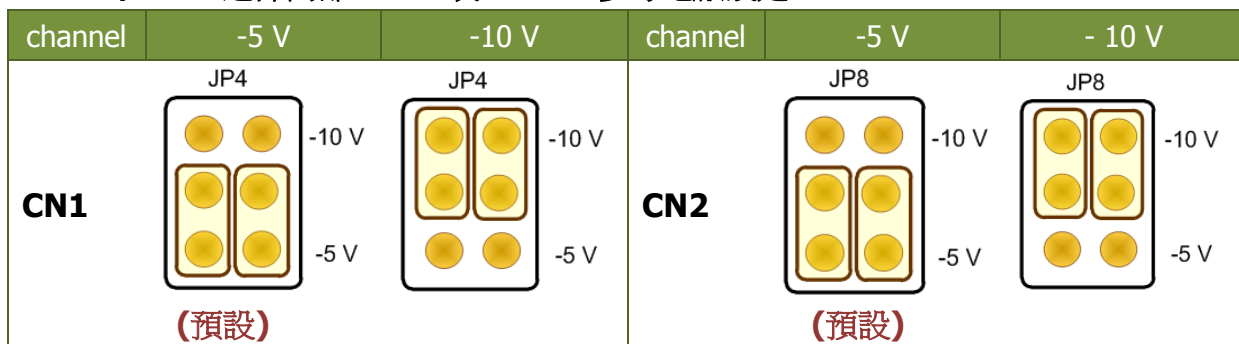 channel -5 V -10 V channel -5 V - 10 V
JP4 JP4 JP8 JP8
-10 V -10 V -10 V -10 V
CN1 CN2
-5 V -5 V -5 V -5 V
(預設) (預設)